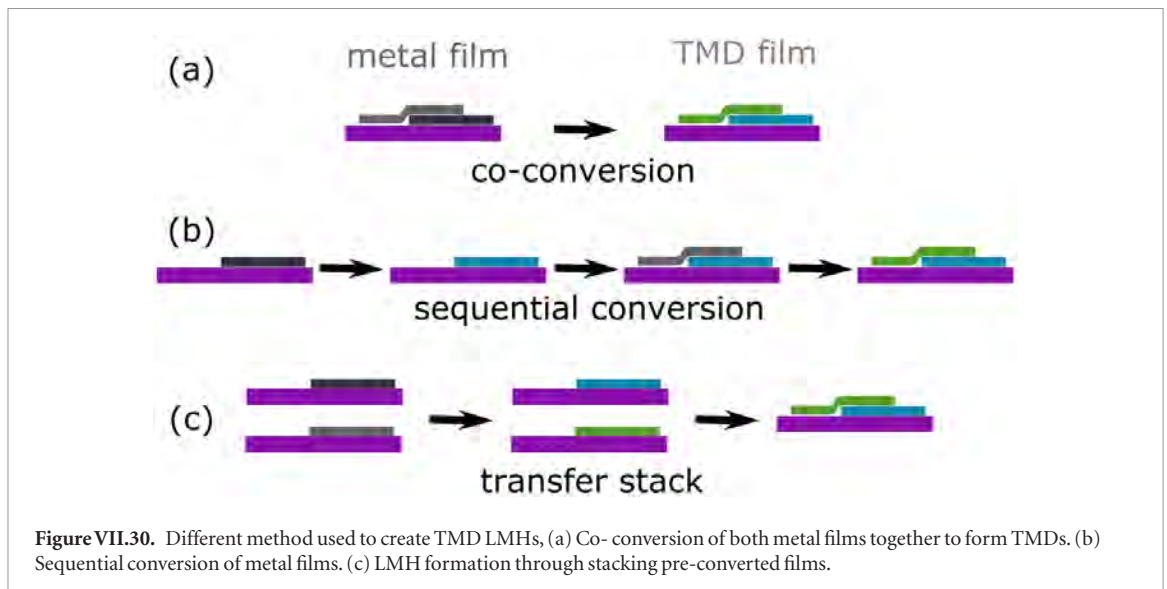 (a)
metal film
TMD film
co-conversion
(b)
sequential conversion
(c)
transfer stack
Figure VII.30. Different method used to create TMD LMHs, (a) Co- conversion of both metal films together to form TMDs. (b)
Sequential conversion of metal films. (c) LMH formation through stacking pre-converted films.